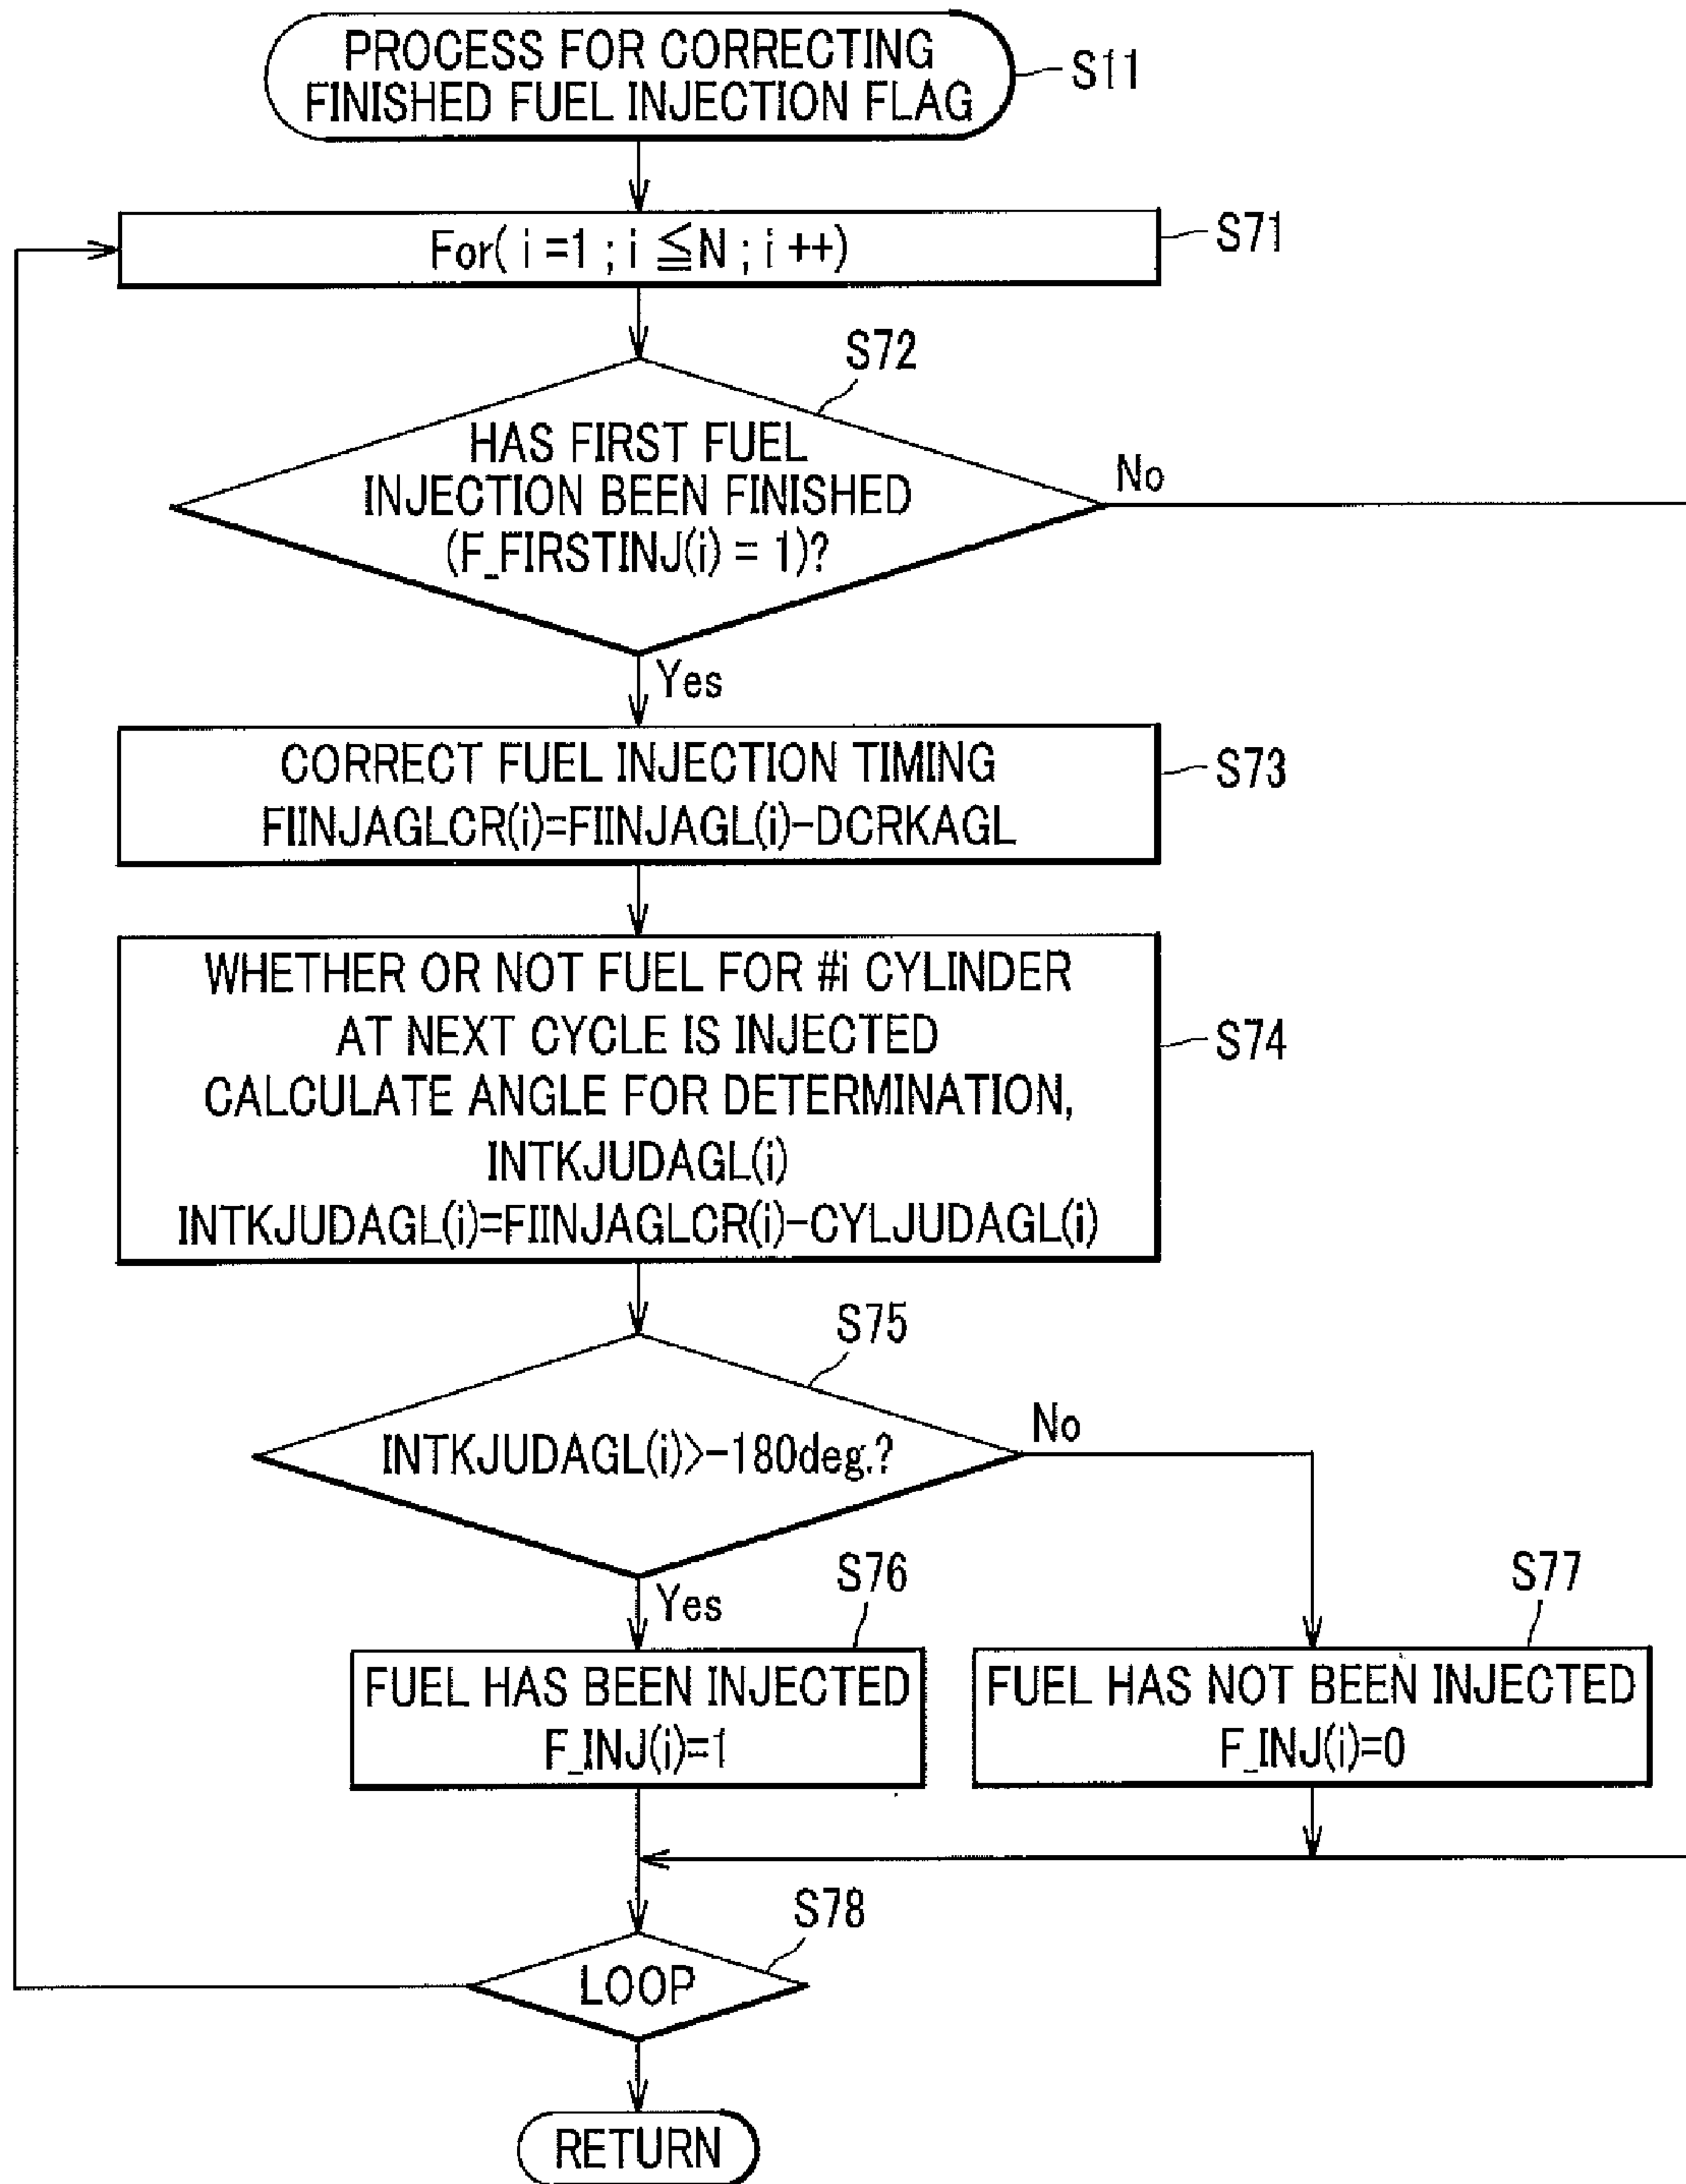 PROCESS FOR CORRECTING
FINISHED FUEL INJECTION FLAG
S11
For( i =1 ; i ≦N ; i ++)
S71
S72
HAS FIRST FUEL
INJECTION BEEN FINISHED
(F_FIRSTINJ(i) = 1)?
No
Yes
CORRECT FUEL INJECTION TIMING
FIINJAGLCR(i)=FIINJAGL(i)-DCRKAGL
S73
WHETHER OR NOT FUEL FOR #i CYLINDER
AT NEXT CYCLE IS INJECTED
CALCULATE ANGLE FOR DETERMINATION,
INTKJUDAGL(i)
INTKJUDAGL(i)=FIINJAGLCR(i)-CYLJUDAGL(i)
S74
S75
INTKJUDAGL(i)>-180deg.?
No
Yes
S76
FUEL HAS BEEN INJECTED
F_INJ(i)=1
S77
FUEL HAS NOT BEEN INJECTED
F_INJ(i)=0
S78
LOOP
RETURN